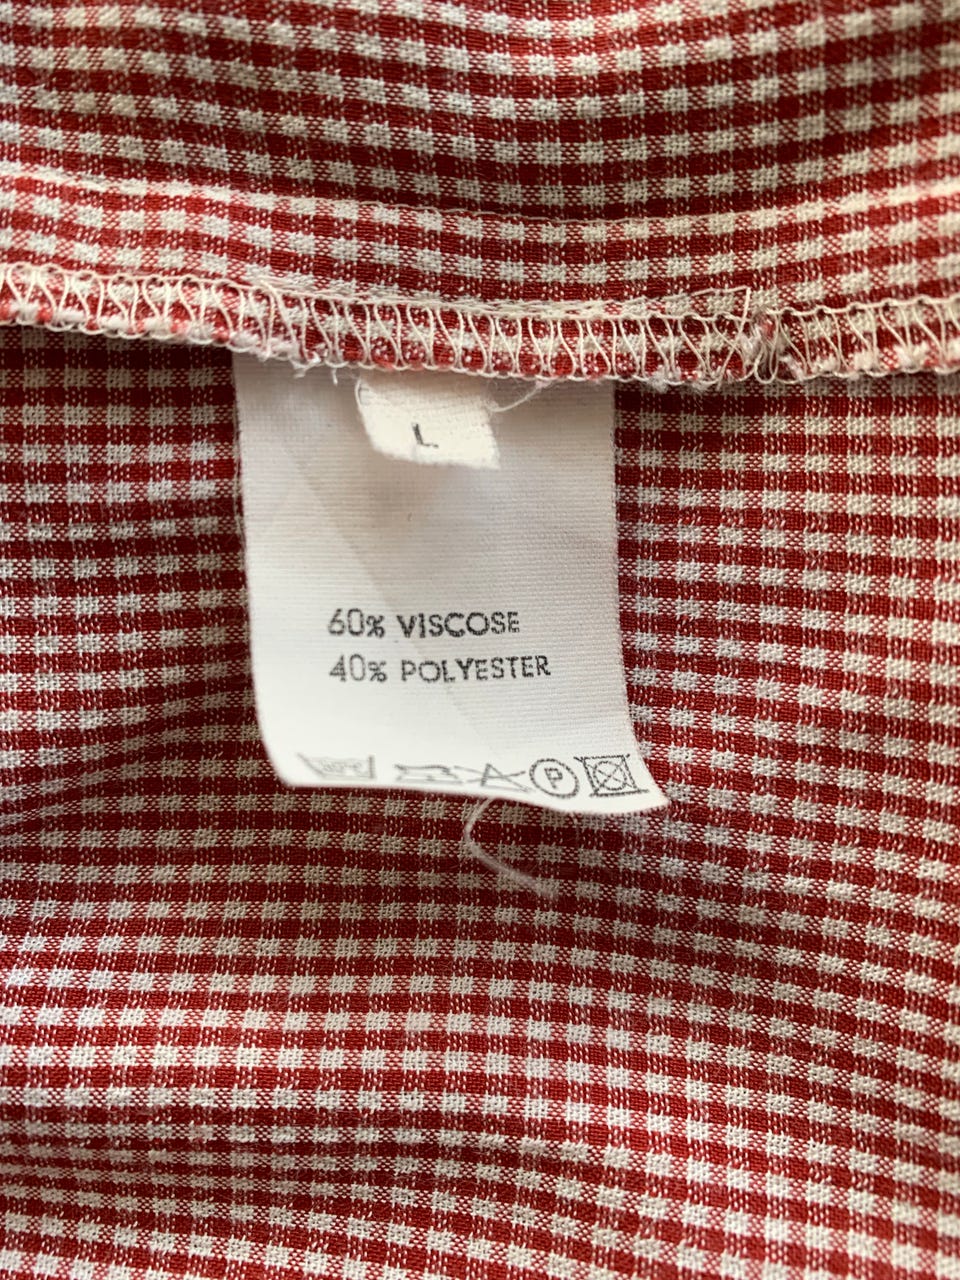 L
60% VISCOSE
40% POLYESTER
P